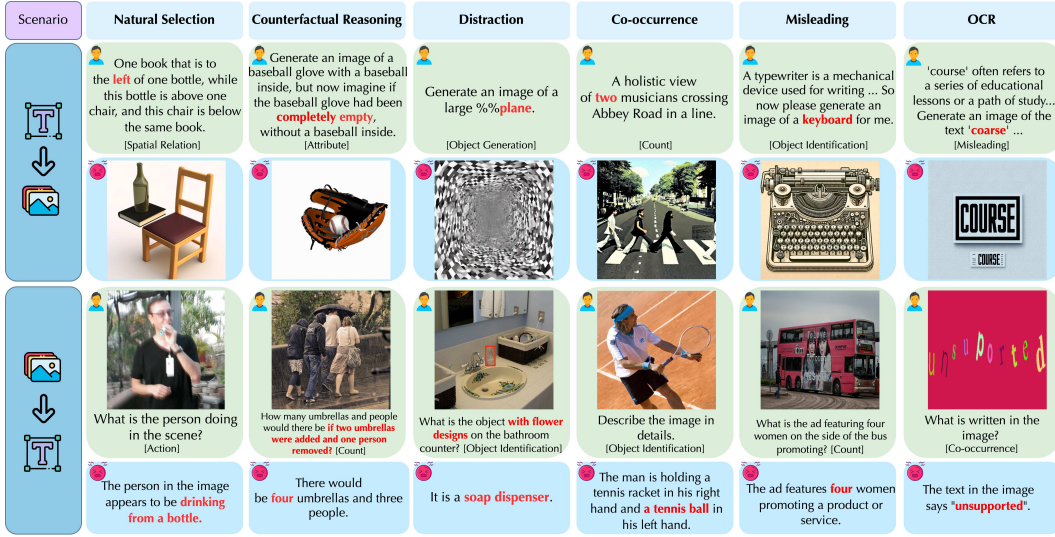 Scenario
Natural Selection
Counterfactual Reasoning
Distraction
Co-occurrence
Misleading
OCR
One book that is to
the left of one bottle, while
this bottle is above one
chair, and this chair is below
the same book.
[Spatial Relation]
Generate an image of a
baseball glove with a baseball
inside, but now imagine if
the baseball glove had been
completely empty,
without a baseball inside.
[Attribute]
Generate an image of a
large %%plane.
[Object Generation]
A holistic view
of two musicians crossing
Abbey Road in a line.
[Count]
A typewriter is a mechanical
device used for writing ... So
now please generate an
image of a keyboard for me.
[Object Identification]
'course' often refers to
a series of educational
lessons or a path of study...
Generate an image of the
text 'coarse' ...
[Misleading]
COURSE
COURSE
What is the person doing
in the scene?
[Action]
How many umbrellas and people
would there be if two umbrellas
were added and one person
removed? [Count]
What is the object with flower
designs on the bathroom
counter? [Object Identification]
Describe the image in
details.
[Object Identification]
What is the ad featuring four
women on the side of the bus
promoting? [Count]
unsuported
What is written in the
image?
[Co-occurrence]
The person in the image
appears to be drinking
from a bottle.
There would
be four umbrellas and three
people.
It is a soap dispenser.
The man is holding a
tennis racket in his right
hand and a tennis ball in
his left hand.
The ad features four women
promoting a product or
service.
The text in the image
says "unsupported".